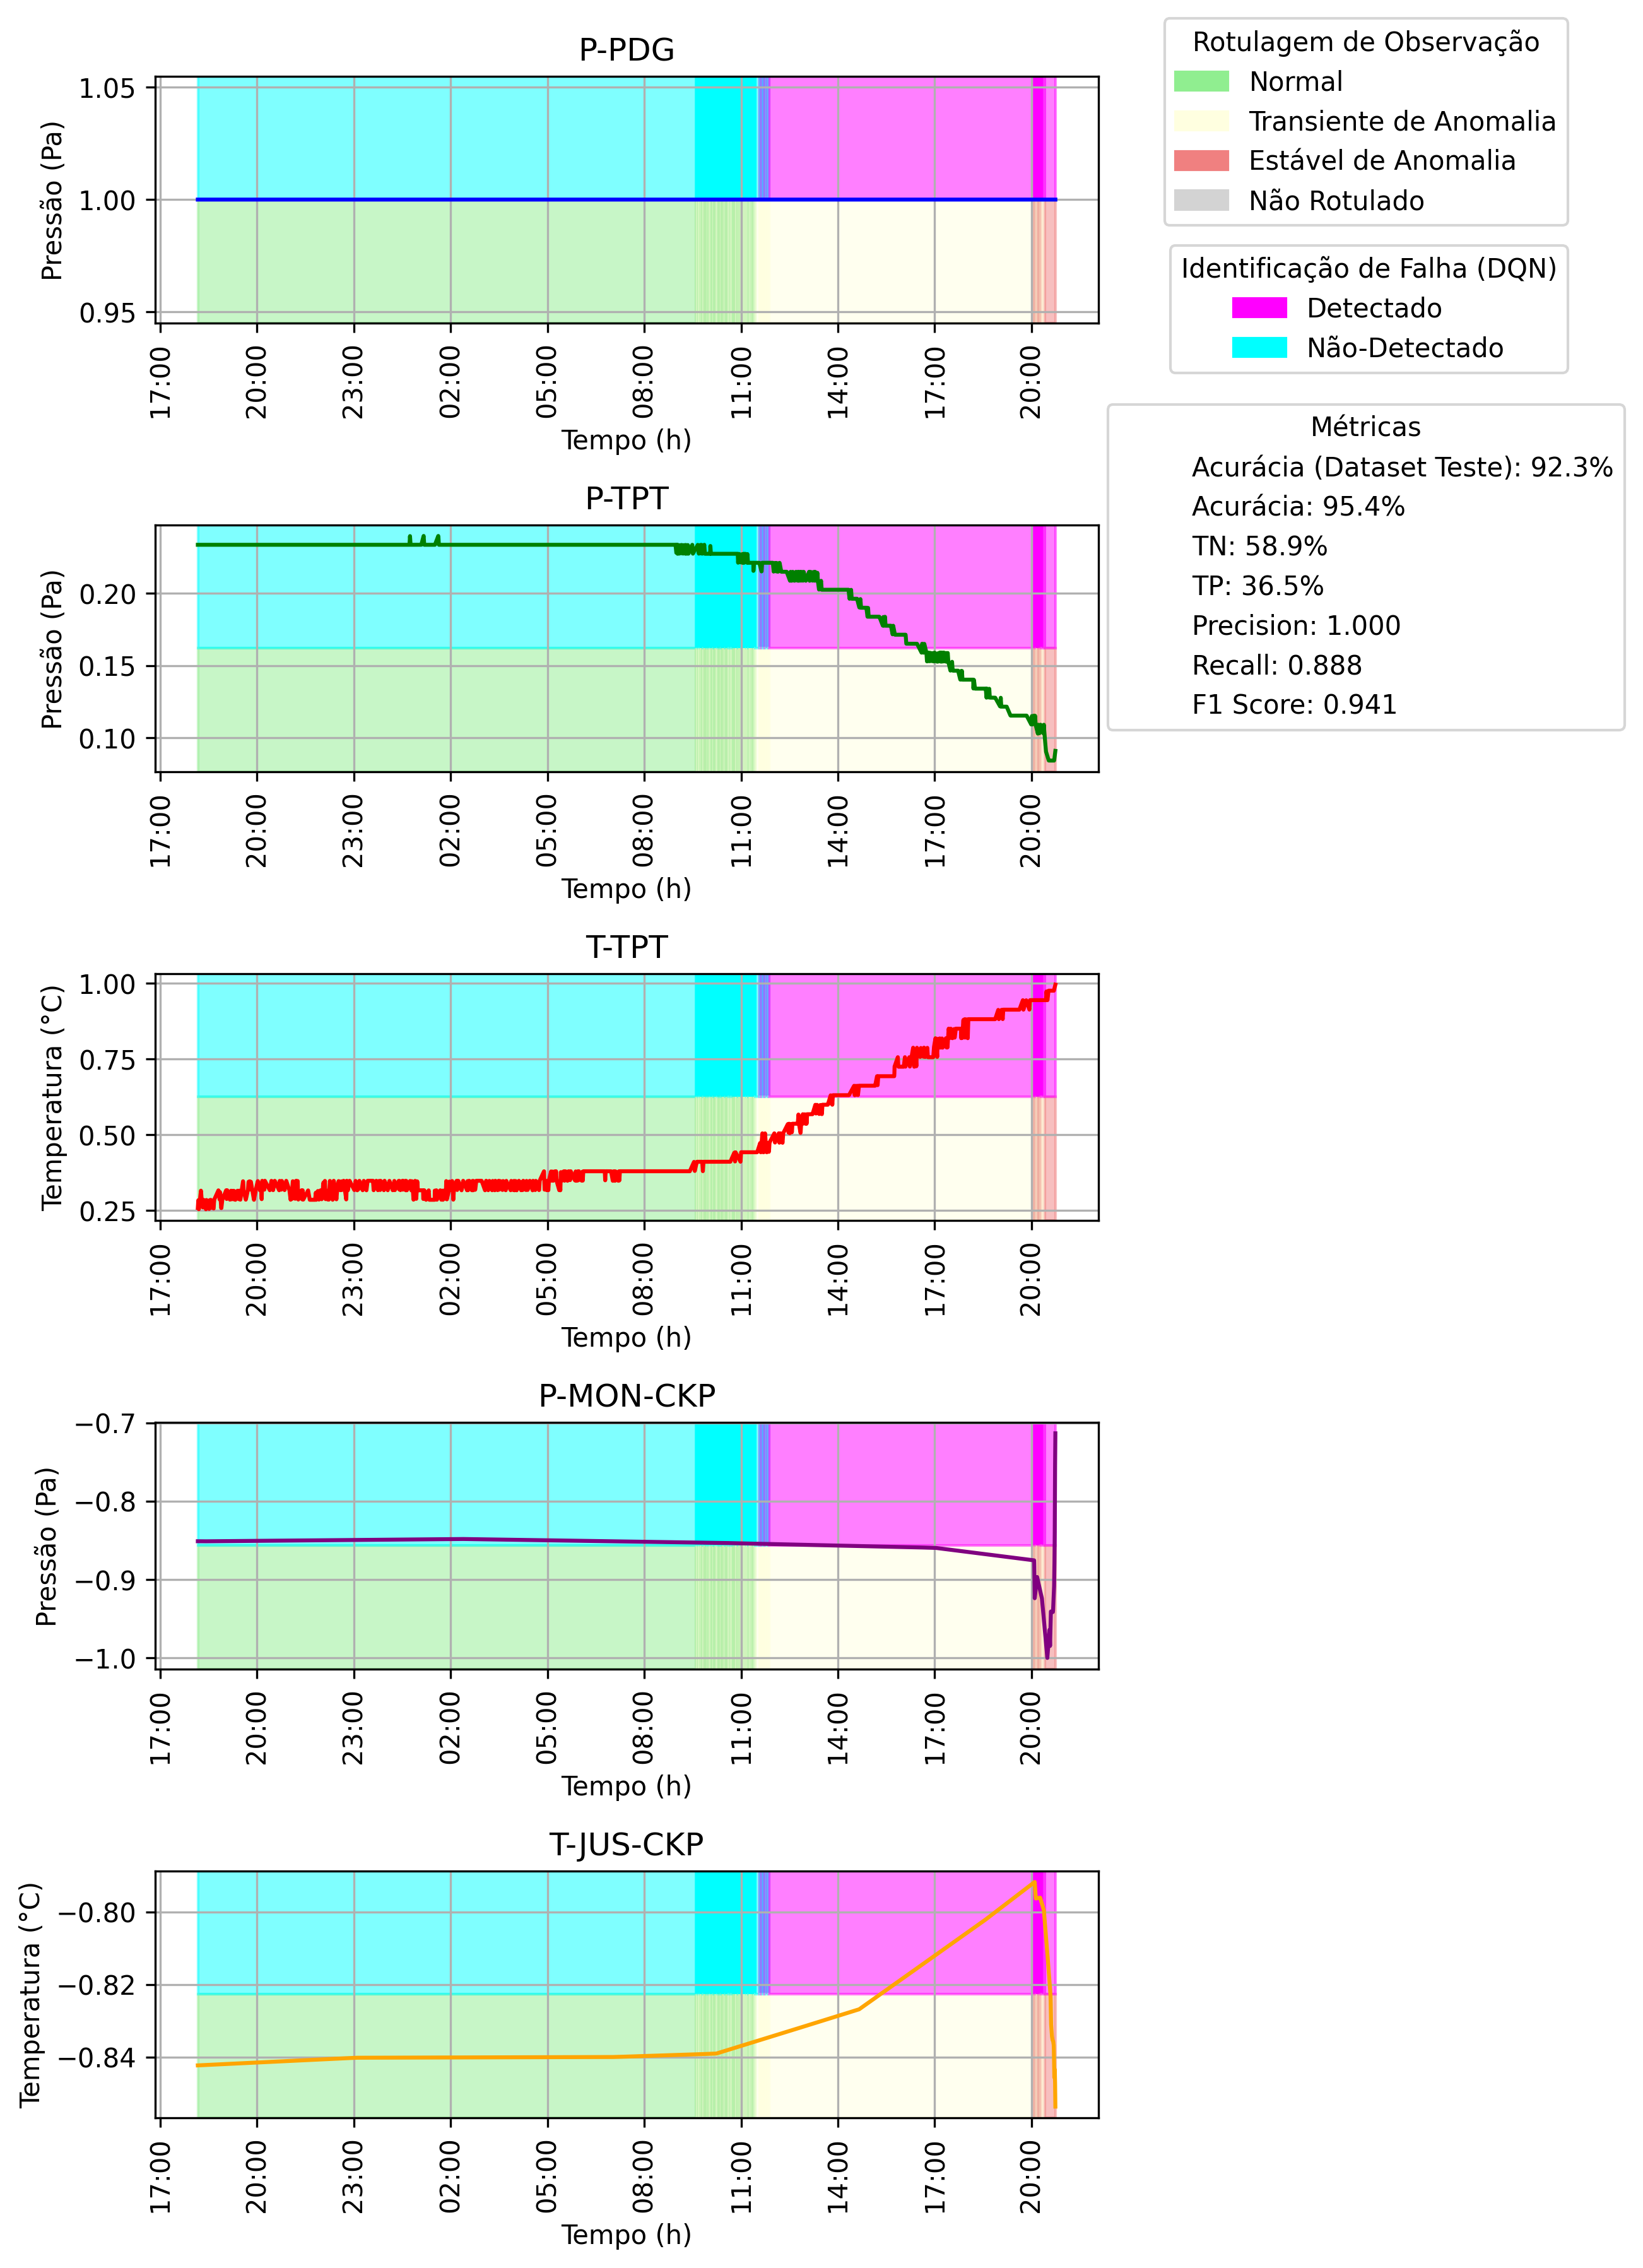 P-PDG
1.05
1.00
0.95
Pressão (Pa)
17:00
20:00
23:00
02:00
05:00
08:00
11:00
14:00
17:00
20:00
Tempo (h)
Rotulagem de Observação
Normal
Transiente de Anomalia
Estável de Anomalia
Não Rotulado
Identificação de Falha (DQN)
Detectado
Não-Detectado
Métricas
Acurácia (Dataset Teste): 92.3%
Acurácia: 95.4%
TN: 58.9%
TP: 36.5%
Precision: 1.000
Recall: 0.888
F1 Score: 0.941
P-TPT
0.20
0.15
0.10
Pressão (Pa)
17:00
20:00
23:00
02:00
05:00
08:00
11:00
14:00
17:00
20:00
Tempo (h)
T-TPT
1.00
0.75
0.50
0.25
Temperatura (°C)
17:00
20:00
23:00
02:00
05:00
08:00
11:00
14:00
17:00
20:00
Tempo (h)
P-MON-CKP
−0.7
−0.8
−0.9
−1.0
Pressão (Pa)
17:00
20:00
23:00
02:00
05:00
08:00
11:00
14:00
17:00
20:00
Tempo (h)
T-JUS-CKP
−0.80
−0.82
−0.84
Temperatura (°C)
17:00
20:00
23:00
02:00
05:00
08:00
11:00
14:00
17:00
20:00
Tempo (h)